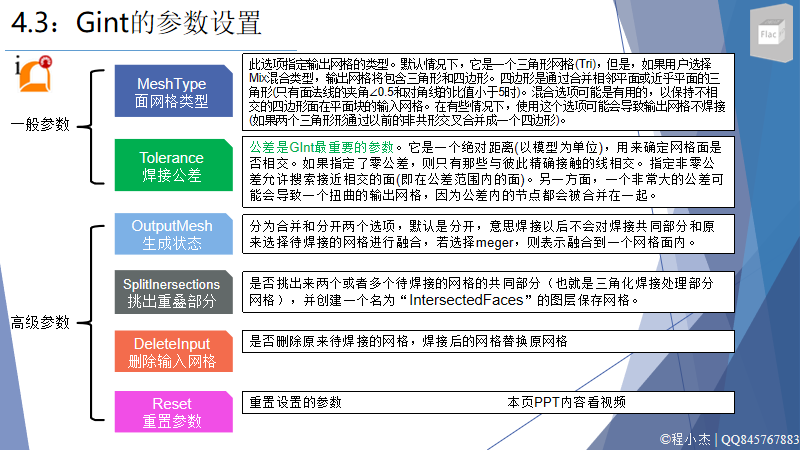 4.3：Gint的参数设置
Flac
一般参数
MeshType
面网格类型
此选项指定输出网格的类型。默认情况下，它是一个三角形网格(Tri)，但是，如果用户选择
Mix混合类型，输出网格将包含三角形和四边形。四边形是通过合并相邻平面或近乎平面的三
角形(只有面法线的夹角∠0.5和对角线的比值小于5时)。混合选项可能是有用的，以保持不相
交的四边形面在平面块的输入网格。在有些情况下，使用这个选项可能会导致输出网格不焊接
(如果两个三角形形通过以前的非共形交叉合并成一个四边形)。
Tolerance
焊接公差
公差是GInt最重要的参数。它是一个绝对距离(以模型为单位)，用来确定网格面是
否相交。如果指定了零公差，则只有那些与彼此精确接触的线相交。指定非零公
差允许搜索接近相交的面(即在公差范围内的面)。另一方面，一个非常大的公差可
能会导致一个扭曲的输出网格，因为公差内的节点都会被合并在一起。
高级参数
OutputMesh
生成状态
分为合并和分开两个选项，默认是分开，意思焊接以后不会对焊接共同部分和原
来选择待焊接的网格进行融合，若选择meger，则表示融合到一个网格面内。
SplitInersections
挑出重叠部分
是否挑出来两个或者多个待焊接的网格的共同部分（也就是三角化焊接处理部分
网格），并创建一个名为“IntersectedFaces”的图层保存网格。
DeleteInput
删除输入网格
是否删除原来待焊接的网格，焊接后的网格替换原网格
Reset
重置参数
重置设置的参数 本页PPT内容看视频
©程小杰 | QQ845767883